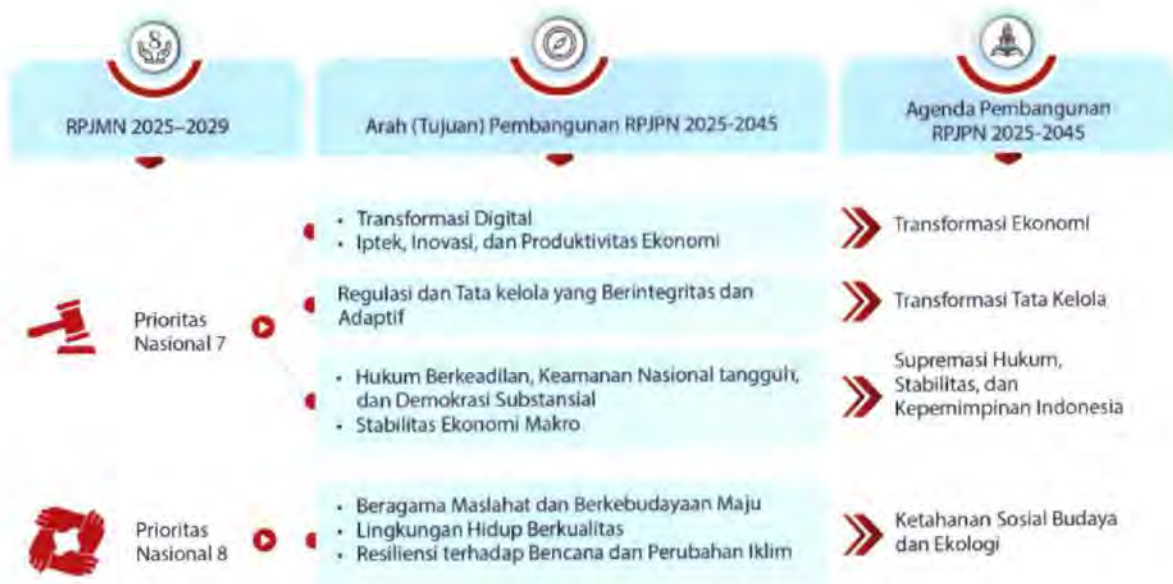 RPJMN 2025–2029
Arah (Tujuan) Pembangunan RPJPN 2025-2045
Agenda Pembangunan
RPJPN 2025-2045
Prioritas
Nasional 7
• Transformasi Digital
• Iptek, Inovasi, dan Produktivitas Ekonomi
Transformasi Ekonomi
Regulasi dan Tata kelola yang Berintegritas dan
Adaptif
Transformasi Tata Kelola
• Hukum Berkeadilan, Keamanan Nasional tangguh,
dan Demokrasi Substansial
• Stabilitas Ekonomi Makro
Supremasi Hukum,
Stabilitas, dan
Kepemimpinan Indonesia
Prioritas
Nasional 8
• Beragama Maslahat dan Berkebudayaan Maju
• Lingkungan Hidup Berkualitas
• Resiliensi terhadap Bencana dan Perubahan Iklim
Ketahanan Sosial Budaya
dan Ekologi